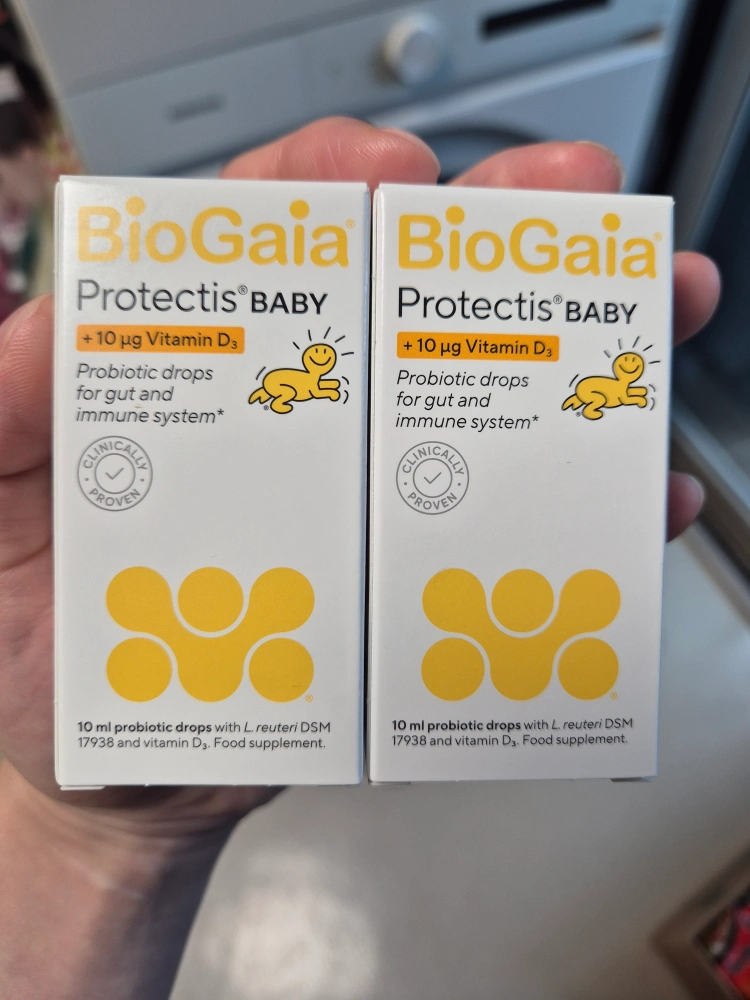 BioGaia®
Protectis® BABY
+ 10 µg Vitamin D₃
Probiotic drops
for gut and
immune system*
CLINICALLY
PROVEN
10 ml probiotic drops with L. reuteri DSM
17938 and vitamin D₃. Food supplement.
BioGaia®
Protectis® BABY
+ 10 µg Vitamin D₃
Probiotic drops
for gut and
immune system*
CLINICALLY
PROVEN
10 ml probiotic drops with L. reuteri DSM
17938 and vitamin D₃. Food supplement.